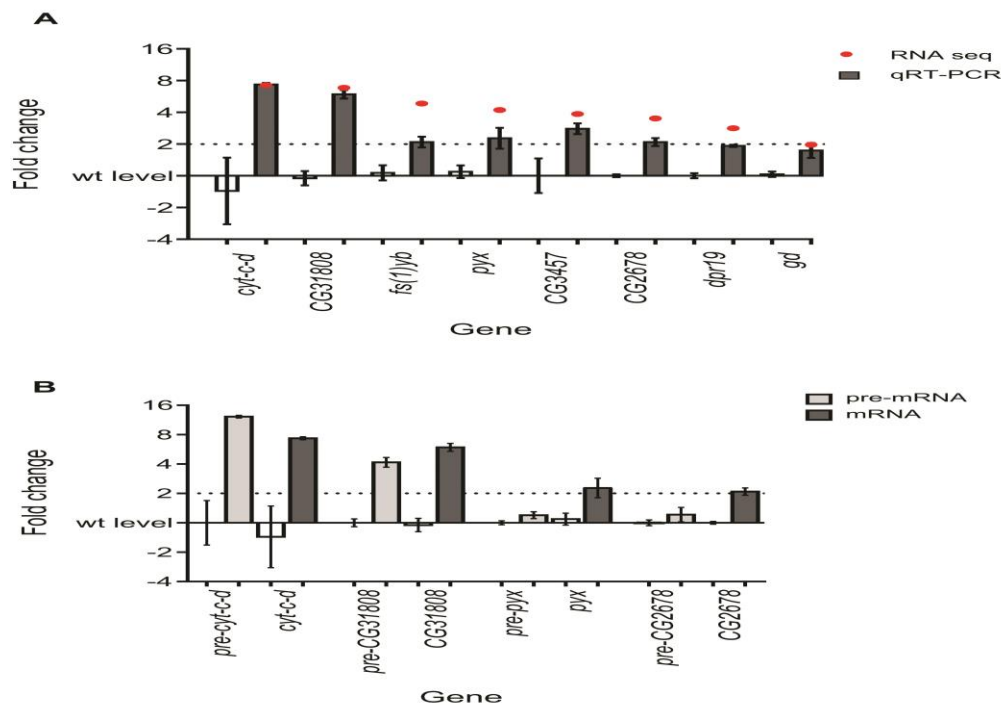 A
16
8
4
2
wt level
-2
-4
Fold change
RNA seq
qRT-PCR
cyt-c-d
CG31808
fs(1)yb
pyx
CG3457
CG2678
dpr19
gd
Gene
B
16
8
4
2
wt level
-2
-4
Fold change
pre-mRNA
mRNA
pre-cyt-c-d
cyt-c-d
pre-CG31808
CG31808
pre-pyx
pyx
pre-CG2678
CG2678
Gene